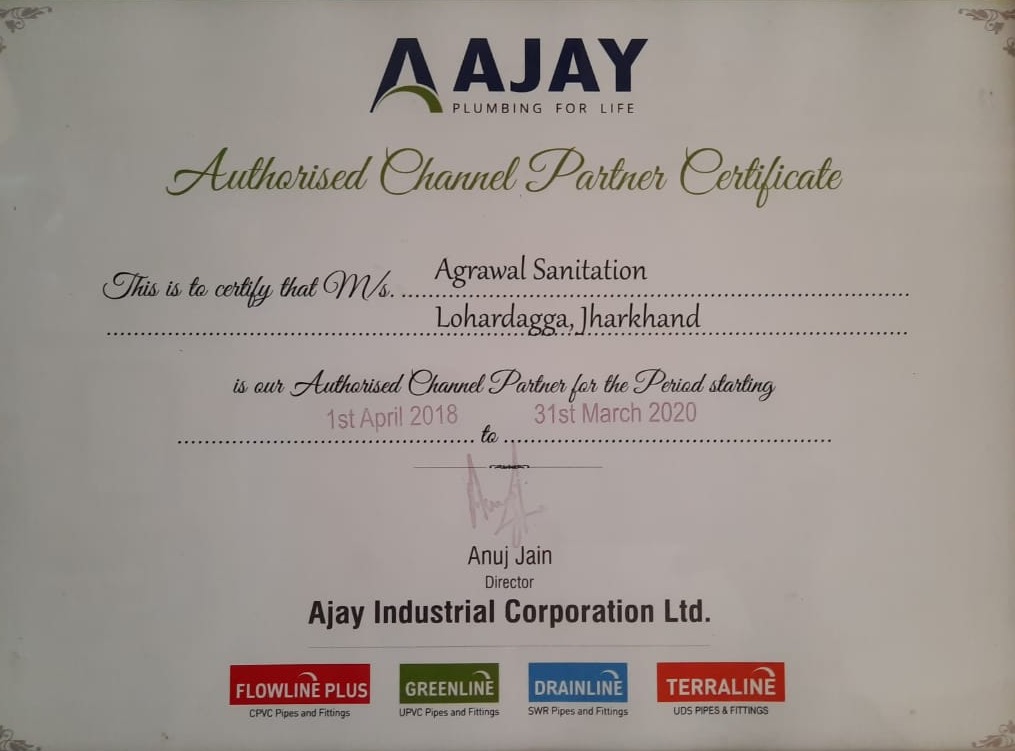 AJAY
PLUMBING FOR LIFE
Authorised Channel Partner Certificate
This is to certify that M/s. Agrawal Sanitation
Lohardagga, Jharkhand
is our Authorised Channel Partner for the Period starting
1st April 2018 to 31st March 2020
Anuj Jain
Director
Ajay Industrial Corporation Ltd.
FLOWLINE PLUS GREENLINE DRAINLINE TERRALINE
CPVC Pipes and Fittings UPVC Pipes and Fittings SWR Pipes and Fittings UDS PIPES & FITTINGS